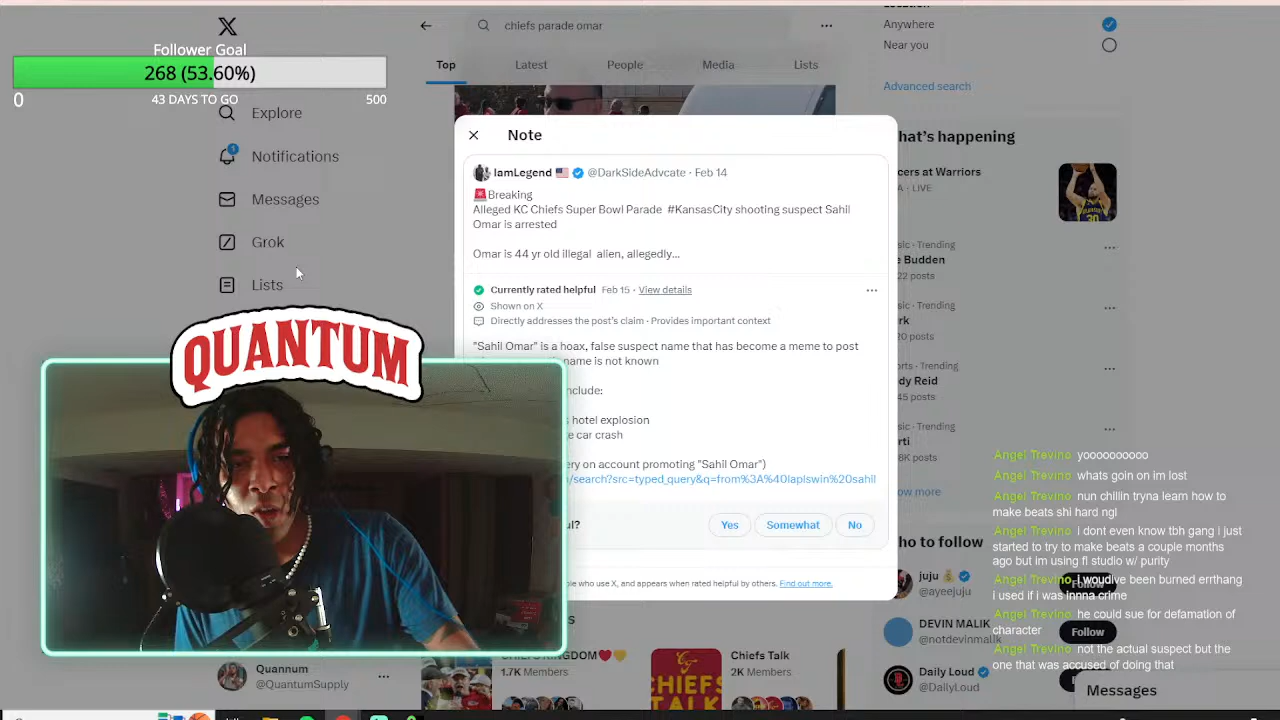 Follower Goal
268 (53.60%)
0
43 DAYS TO GO
500
Explore
Notifications
1
Messages
Grok
Lists
QUANTUM
Quannum
@QuantumSupply
chiefs parade omar
Top
Latest
People
Media
Lists
Note
IamLegend
@DarkSideAdvcate · Feb 14
Breaking
Alleged KC Chiefs Super Bowl Parade #KansasCity shooting suspect Sahil
Omar is arrested
Omar is 44 yr old illegal alien, allegedly...
Currently rated helpful Feb 15 · View details
Shown on X
Directly addresses the post's claim · Provides important context
"Sahil Omar" is a hoax, false suspect name that has become a meme to post
name is not known
nclude:
hotel explosion
car crash
ry on account promoting "Sahil Omar")
/search?src=typed_query&q=from%3A%40lapiswin%20sahil
ul?
Yes
Somewhat
No
ple who use X, and appears when rated helpful by others. Find out more.
CHIEFS KINGDOM
1.7K Members
Chiefs Talk
2K Members
CHIEFS
TALK
Anywhere
Near you
Advanced search
hat's happening
cers at Warriors
A · LIVE
30
sic · Trending
e Budden
22 posts
sic · Trending
rk
20 posts
orts · Trending
dy Reid
45 posts
sic · Trending
rti
8K posts
ow more
ho to follow
juju
@ayeejuju
Follow
DEVIN MALIK
@notdevinmalik
Follow
Daily Loud
@DailyLoud
Messages
Angel Trevino yoooooooooo
Angel Trevino whats goin on im lost
Angel Trevino nun chillin tryna learn how to
make beats shi hard ngl
Angel Trevino i dont even know tbh gang i just
started to try to make beats a couple months
ago but im using fl studio w/ purity
Angel Trevino i woudive been burned errthang
i used if i was innna crime
Angel Trevino he could sue for defamation of
character
Angel Trevino not the actual suspect but the
one that was accused of doing that